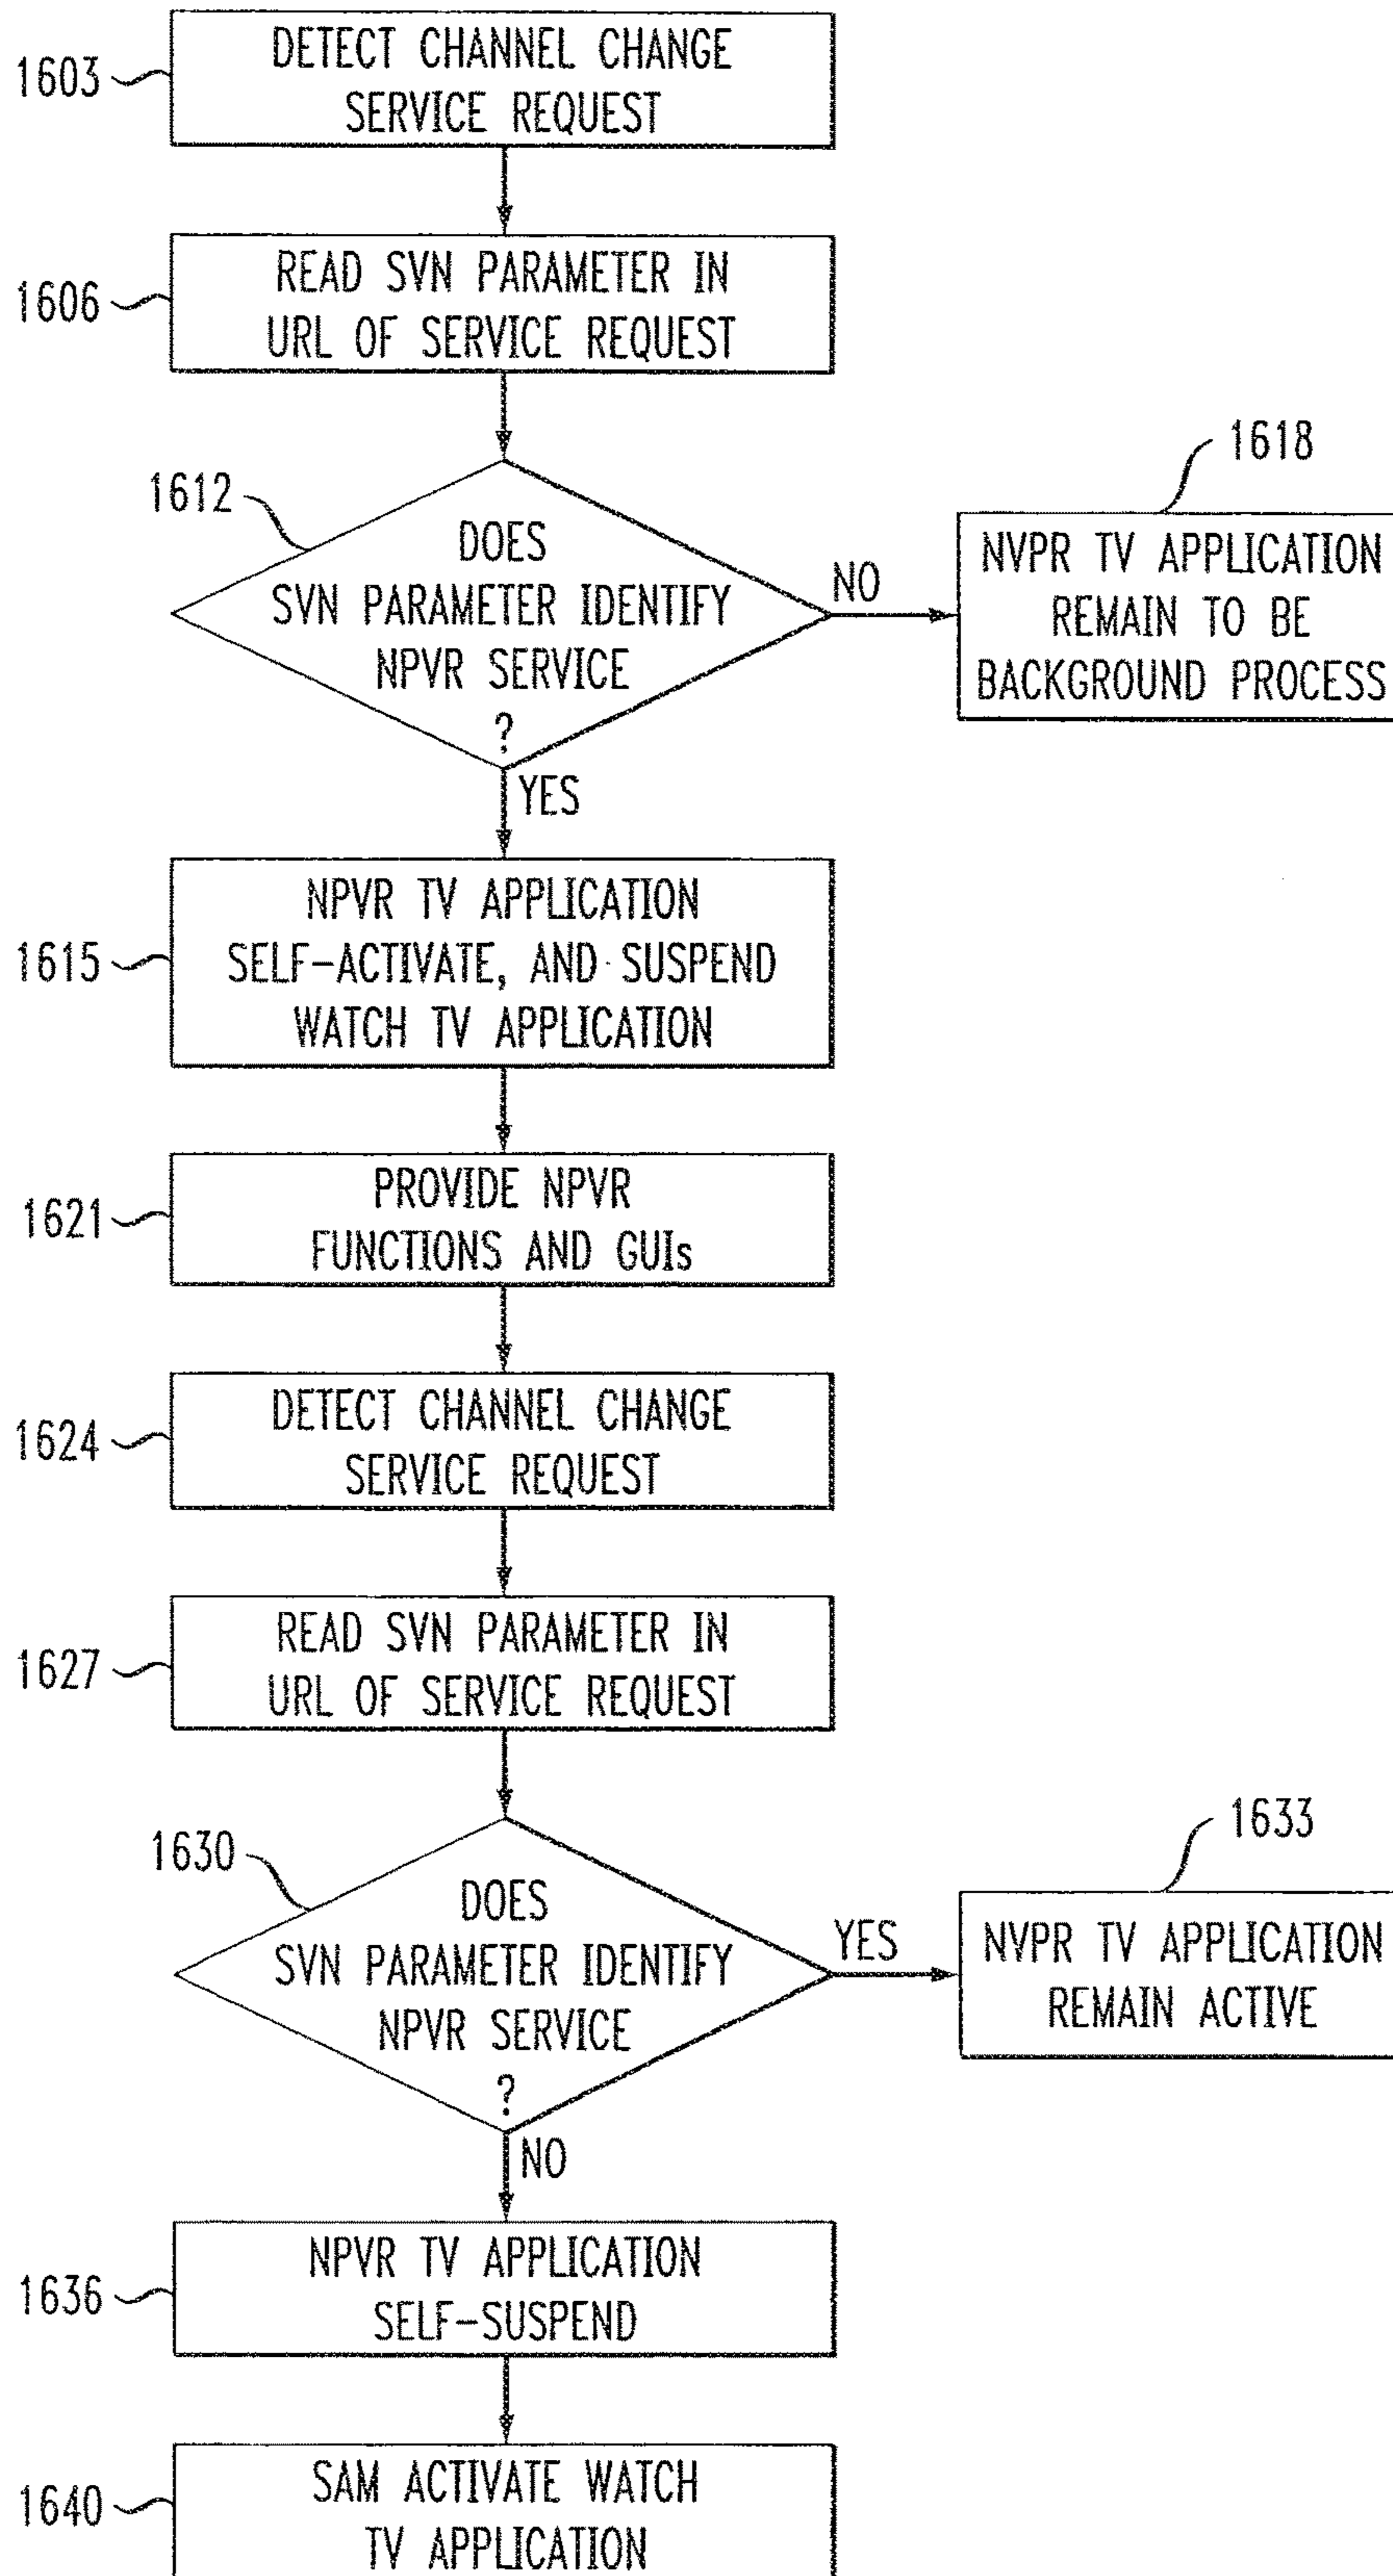 1603
DETECT CHANNEL CHANGE
SERVICE REQUEST
1606
READ SVN PARAMETER IN
URL OF SERVICE REQUEST
1612
DOES
SVN PARAMETER IDENTIFY
NPVR SERVICE
?
NO
1618
NVPR TV APPLICATION
REMAIN TO BE
BACKGROUND PROCESS
YES
1615
NPVR TV APPLICATION
SELF-ACTIVATE, AND SUSPEND
WATCH TV APPLICATION
1621
PROVIDE NPVR
FUNCTIONS AND GUIs
1624
DETECT CHANNEL CHANGE
SERVICE REQUEST
1627
READ SVN PARAMETER IN
URL OF SERVICE REQUEST
1630
DOES
SVN PARAMETER IDENTIFY
NPVR SERVICE
?
YES
1633
NVPR TV APPLICATION
REMAIN ACTIVE
NO
1636
NPVR TV APPLICATION
SELF-SUSPEND
1640
SAM ACTIVATE WATCH
TV APPLICATION